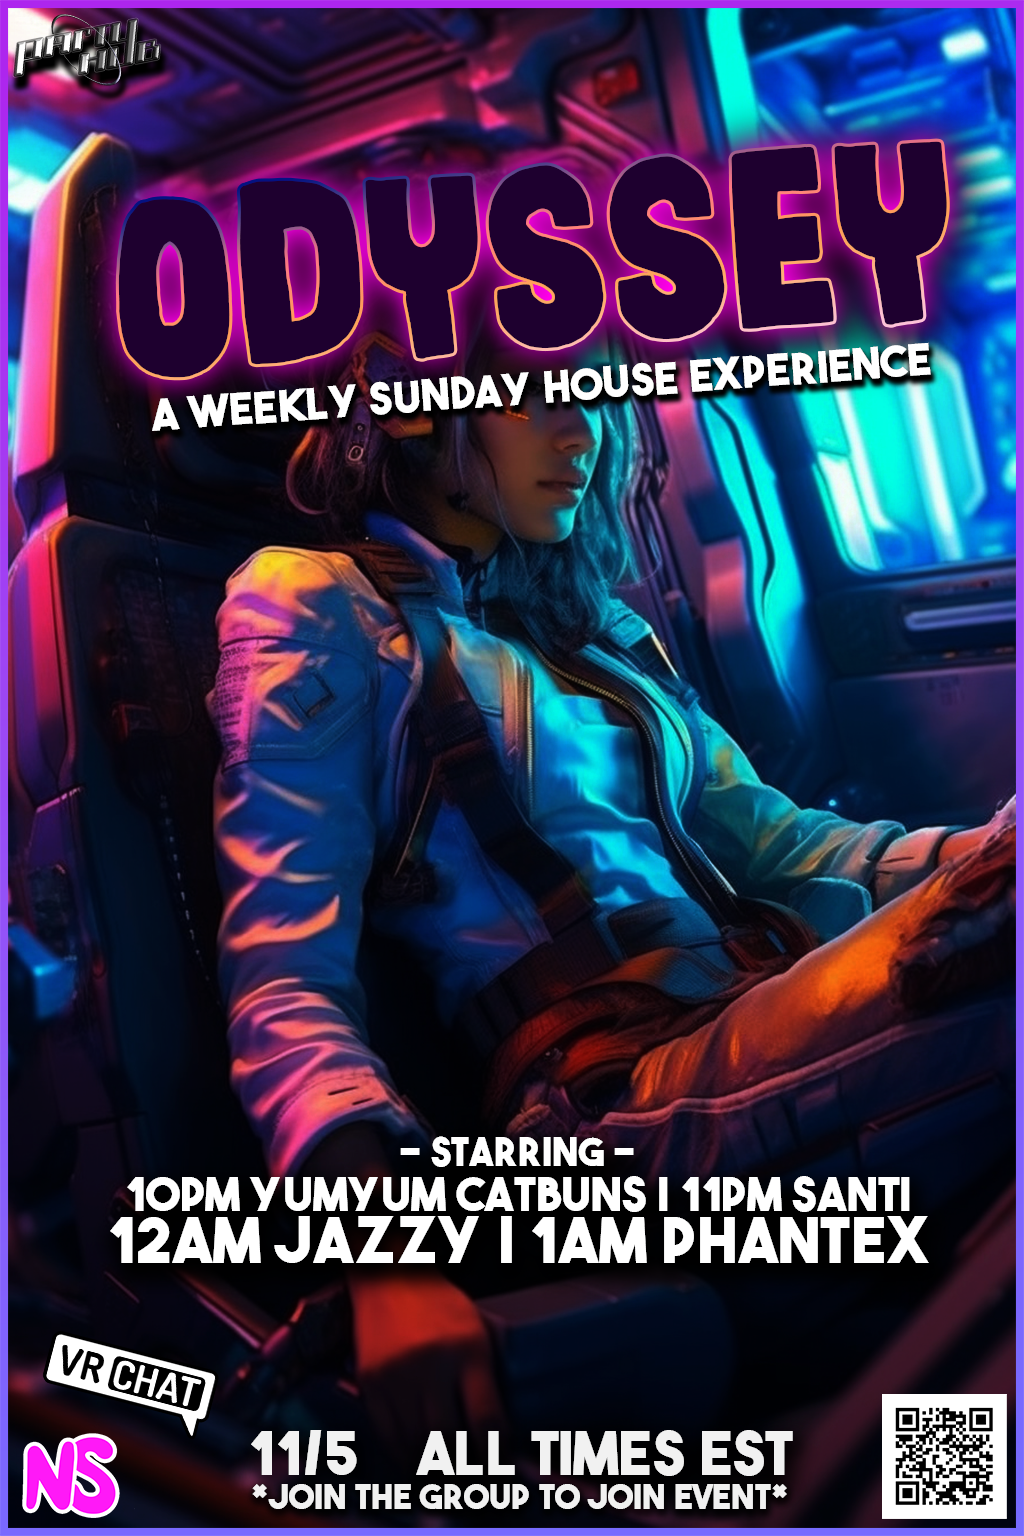 ODYSSEY
A WEEKLY SUNDAY HOUSE EXPERIENCE
- STARRING -
10PM YUMYUM CATBUNS | 11PM SANTI
12AM JAZZY | 1AM PHANTEX
VR CHAT
NS
11/5 ALL TIMES EST
*JOIN THE GROUP TO JOIN EVENT*